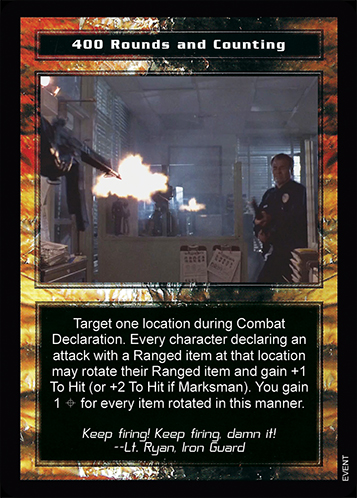 400 Rounds and Counting
Target one location during Combat
Declaration. Every character declaring an
attack with a Ranged item at that location
may rotate their Ranged item and gain +1
To Hit (or +2 To Hit if Marksman). You gain
1 ⌖ for every item rotated in this manner.
Keep firing! Keep firing, damn it!
--Lt. Ryan, Iron Guard
EVENT